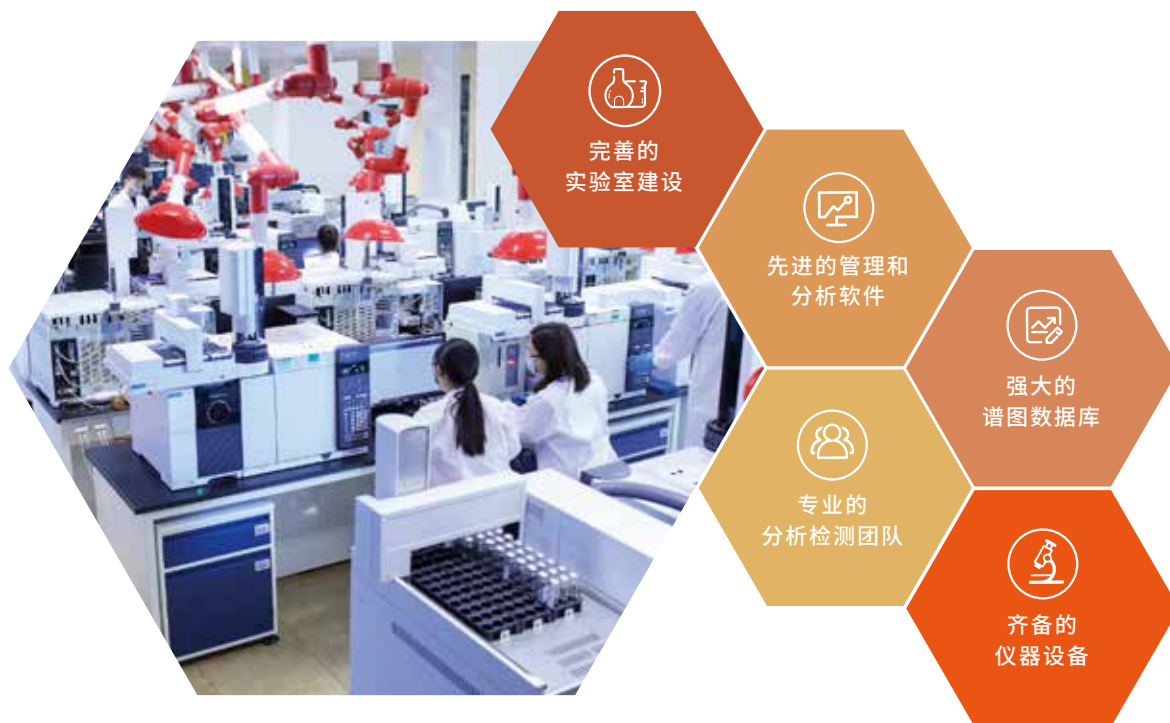 完善的
实验室建设
先进的管理和
分析软件
强大的
谱图数据库
专业的
分析检测团队
齐备的
仪器设备